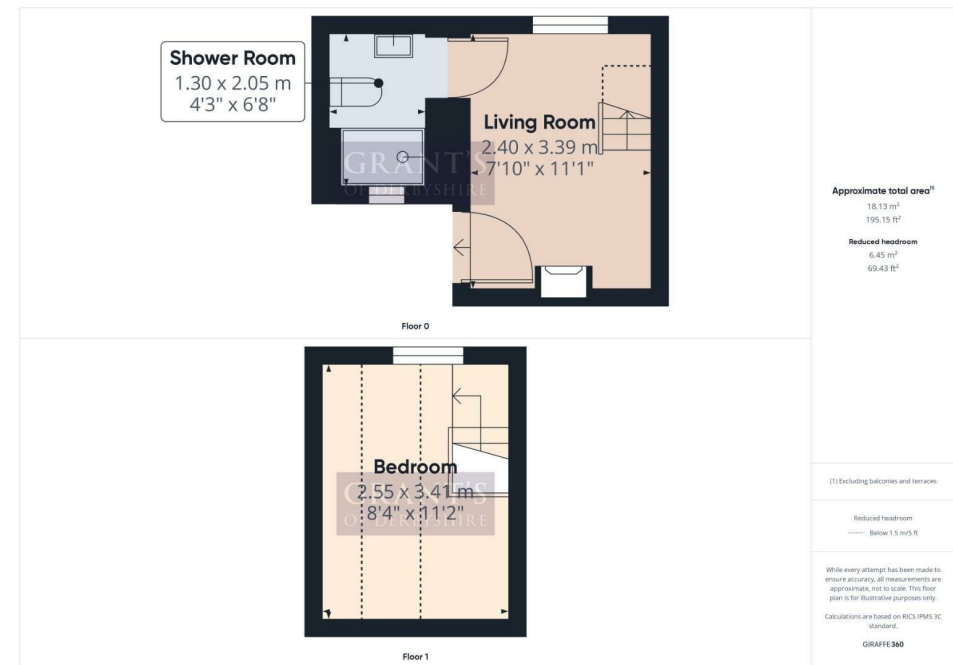 Shower Room
1.30 x 2.05 m
4'3" x 6'8"
Living Room
2.40 x 3.39 m
7'10" x 11'1"
GRANT'S
OF DERBYSHIRE
Floor 0
Bedroom
2.55 x 3.41 m
8'4" x 11'2"
GRANT'S
OF DERBYSHIRE
Floor 1
Approximate total area(1)
18.13 m²
195.15 ft²
Reduced headroom
6.45 m²
69.43 ft²
(1) Excluding balconies and terraces
Reduced headroom
Below 1.5 m/5 ft
While every attempt has been made to
ensure accuracy, all measurements are
approximate, not to scale. This floor
plan is for illustrative purposes only.
Calculations are based on RICS IPMS 3C
standard.
GIRAFFE360